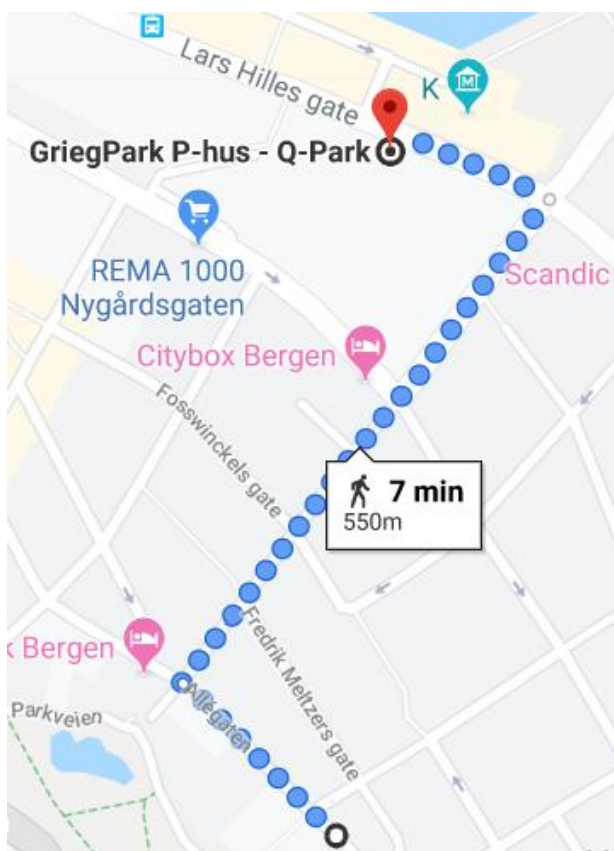 Lars Hilles gate
K
GriegPark P-hus - Q-Park
REMA 1000
Nygårdsgaten
Scandic
Citybox Bergen
Fosswinckels gate
7 min
550m
k Bergen
Fredrik Meltzers gate
Allégaten
Parkveien